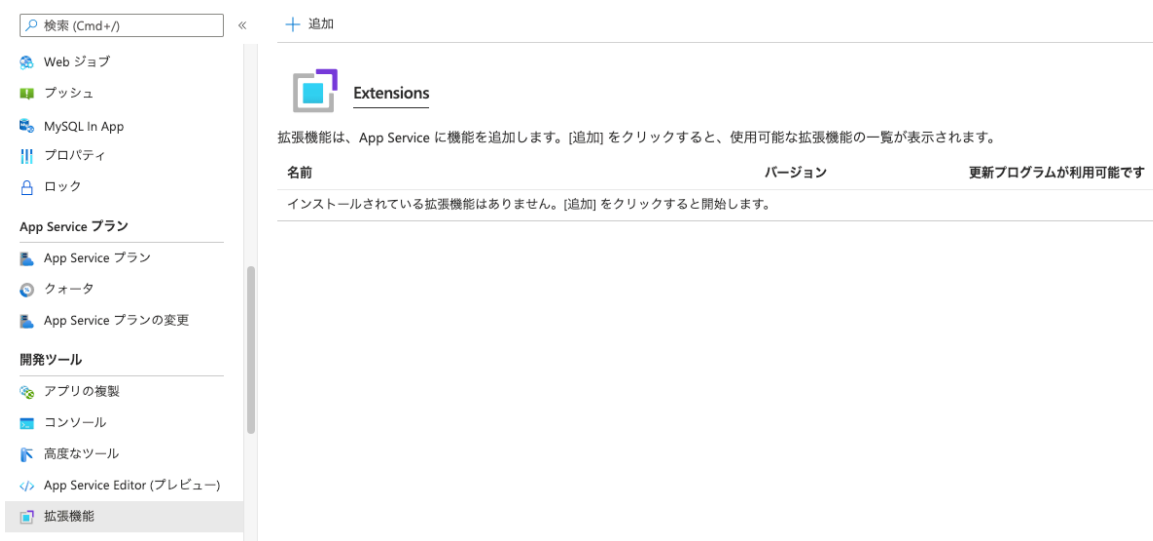 検索 (Cmd+/)
«
Web ジョブ
プッシュ
MySQL In App
プロパティ
ロック
App Service プラン
App Service プラン
クォータ
App Service プランの変更
開発ツール
アプリの複製
コンソール
高度なツール
App Service Editor (プレビュー)
拡張機能
＋ 追加
Extensions
拡張機能は、App Service に機能を追加します。[追加] をクリックすると、使用可能な拡張機能の一覧が表示されます。
名前 バージョン 更新プログラムが利用可能です
インストールされている拡張機能はありません。[追加] をクリックすると開始します。